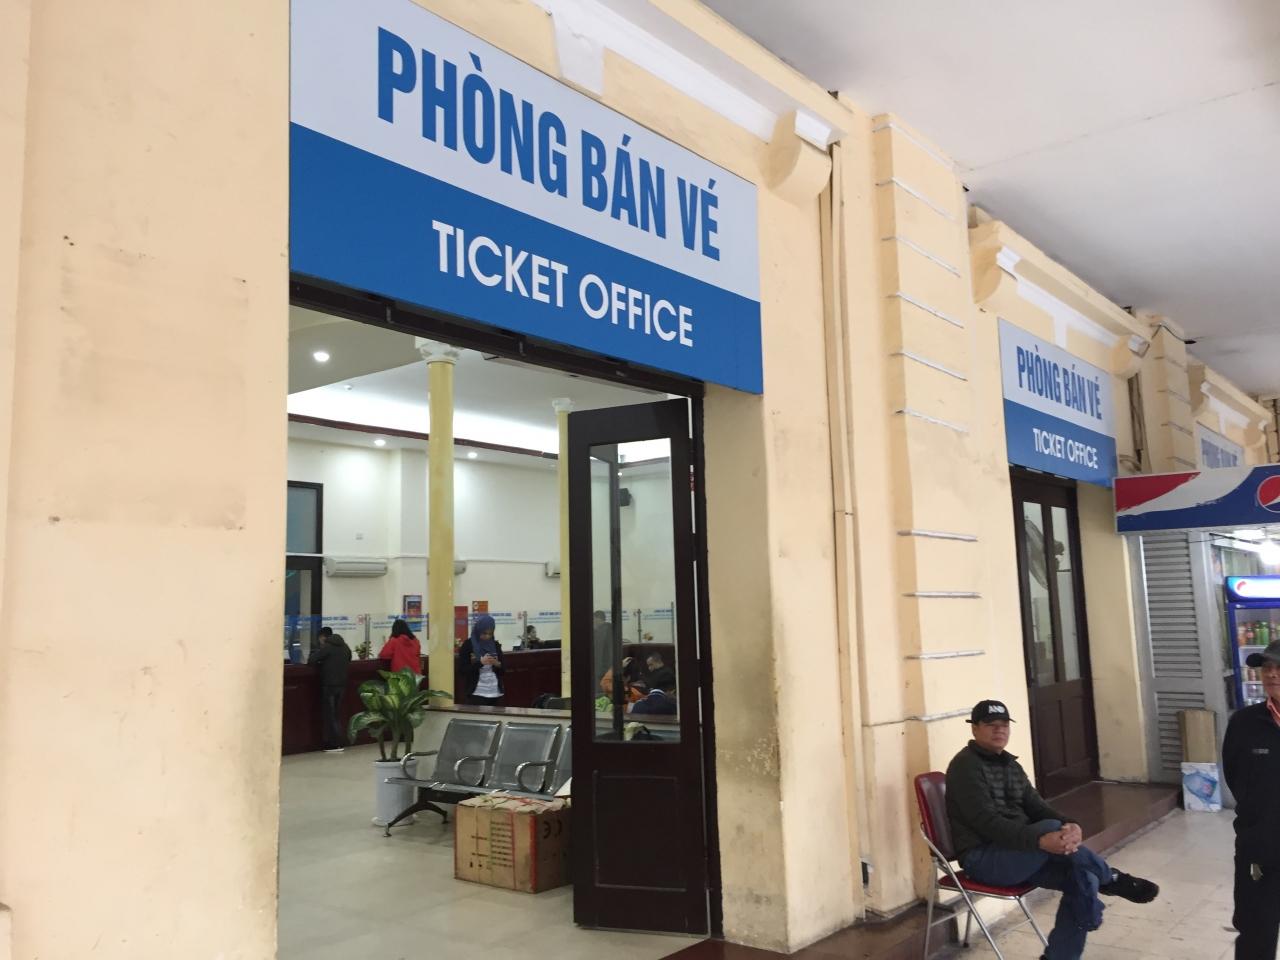 PHÒNG BÁN VÉ
TICKET OFFICE
PHÒNG BÁN VÉ
TICKET OFFICE